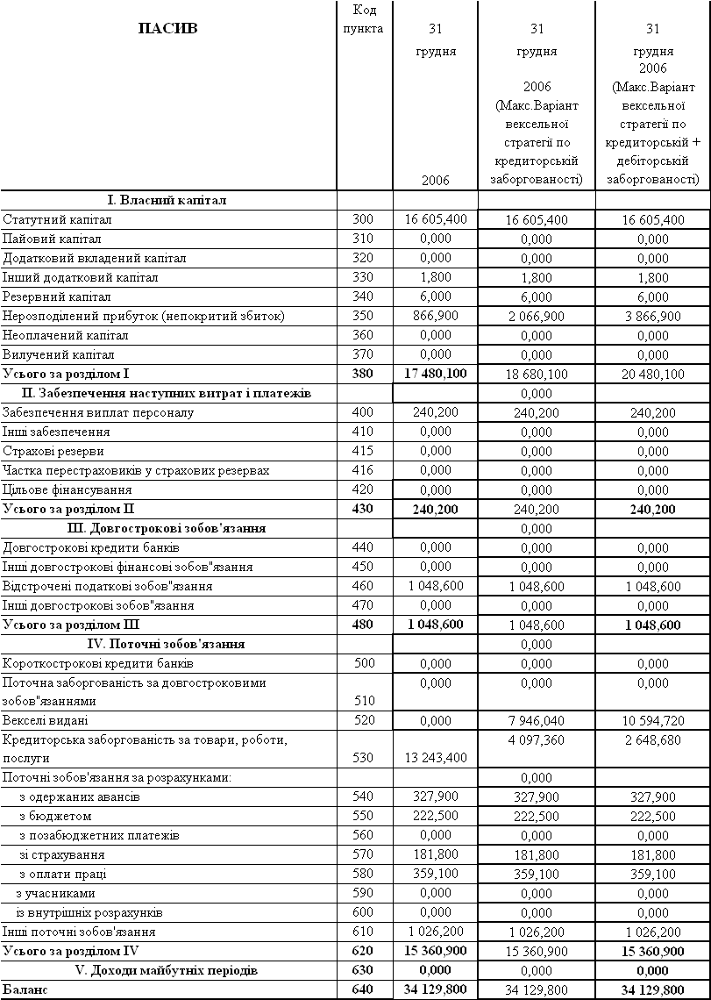 ПАСИВ Код пункта 31 грудня 2006 31 грудня 2006 (Макс.Варіант вексельної стратегії по кредиторській заборгованості) 31 грудня 2006 (Макс.Варіант вексельної стратегії по кредиторській + дебіторській заборгованості)
I. Власний капітал
Статутний капітал 300 16 605,400 16 605,400 16 605,400
Пайовий капітал 310 0,000 0,000 0,000
Додатковий вкладений капітал 320 0,000 0,000 0,000
Інший додатковий капітал 330 1,800 1,800 1,800
Резервний капітал 340 6,000 6,000 6,000
Нерозподілений прибуток (непокритий збиток) 350 866,900 2 066,900 3 866,900
Неоплачений капітал 360 0,000 0,000 0,000
Вилучений капітал 370 0,000 0,000 0,000
Усього за розділом I 380 17 480,100 18 680,100 20 480,100
II. Забезпечення наступних витрат і платежів 0,000
Забезпечення виплат персоналу 400 240,200 240,200 240,200
Інші забезпечення 410 0,000 0,000 0,000
Страхові резерви 415 0,000 0,000 0,000
Частка перестраховиків у страхових резервах 416 0,000 0,000 0,000
Цільове фінансування 420 0,000 0,000 0,000
Усього за розділом II 430 240,200 240,200 240,200
III. Довгострокові зобов'язання 0,000
Довгострокові кредити банків 440 0,000 0,000 0,000
Інші довгострокові фінансові зобов"язання 450 0,000 0,000 0,000
Відстрочені податкові зобов"язання 460 1 048,600 1 048,600 1 048,600
Інші довгострокові зобов"язання 470 0,000 0,000 0,000
Усього за розділом III 480 1 048,600 1 048,600 1 048,600
IV. Поточні зобов'язання 0,000
Короткострокові кредити банків 500 0,000 0,000 0,000
Поточна заборгованість за довгостроковими 0,000 0,000 0,000
зобов"язаннями 510
Векселі видані 520 0,000 7 946,040 10 594,720
Кредиторська заборгованість за товари, роботи, 4 097,360 2 648,680
послуги 530 13 243,400
Поточні зобов'язання за розрахунками: 0,000
з одержаних авансів 540 327,900 327,900 327,900
з бюджетом 550 222,500 222,500 222,500
з позабюджетних платежів 560 0,000 0,000 0,000
зі страхування 570 181,800 181,800 181,800
з оплати праці 580 359,100 359,100 359,100
з учасниками 590 0,000 0,000 0,000
із внутрішніх розрахунків 600 0,000 0,000 0,000
Інші поточні зобов'язання 610 1 026,200 1 026,200 1 026,200
Усього за розділом IV 620 15 360,900 15 360,900 15 360,900
V. Доходи майбутніх періодів 630 0,000 0,000 0,000
Баланс 640 34 129,800 34 129,800 34 129,800